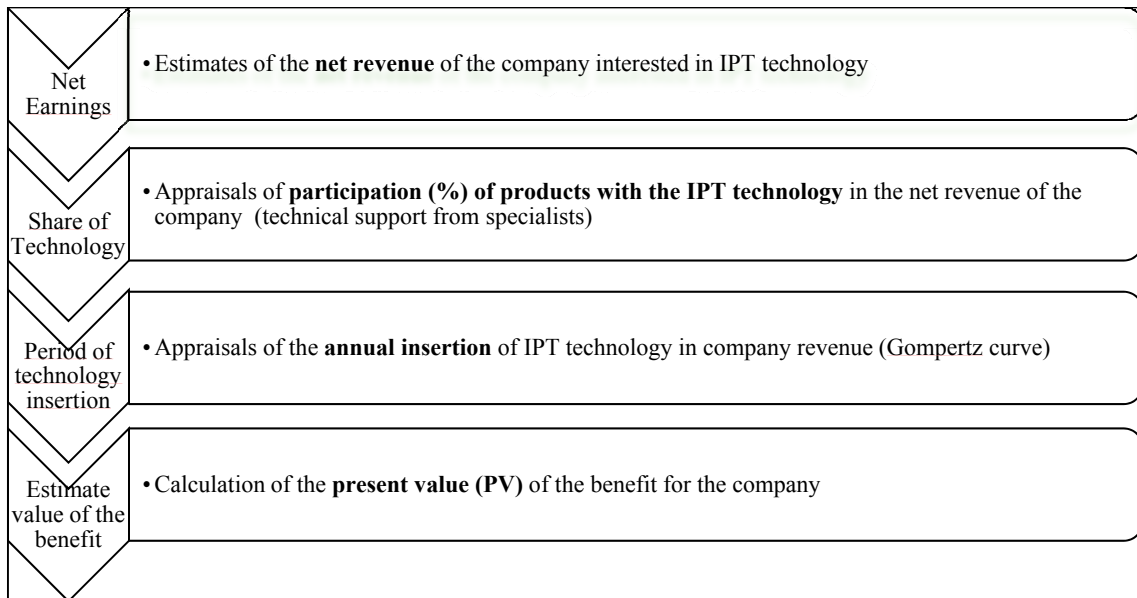 Net
Earnings
• Estimates of the net revenue of the company interested in IPT technology
Share of
Technology
• Appraisals of participation (%) of products with the IPT technology in the net revenue of the
company (technical support from specialists)
Period of
technology
insertion
• Appraisals of the annual insertion of IPT technology in company revenue (Gompertz curve)
Estimate
value of the
benefit
• Calculation of the present value (PV) of the benefit for the company